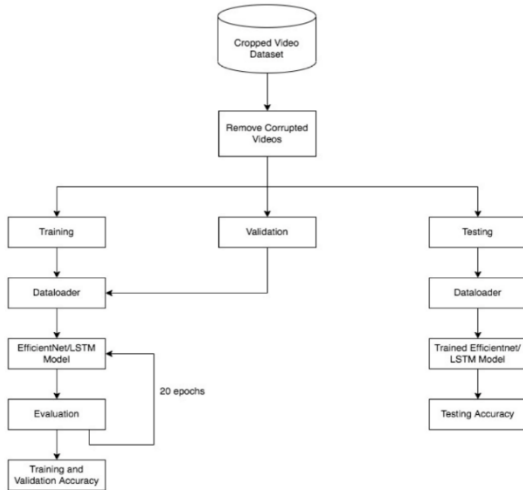 Cropped Video
Dataset
Remove Corrupted
Videos
Training
Validation
Testing
Dataloader
Dataloader
EfficientNet/LSTM
Model
Trained Efficientnet/
LSTM Model
20 epochs
Evaluation
Testing Accuracy
Training and
Validation Accuracy